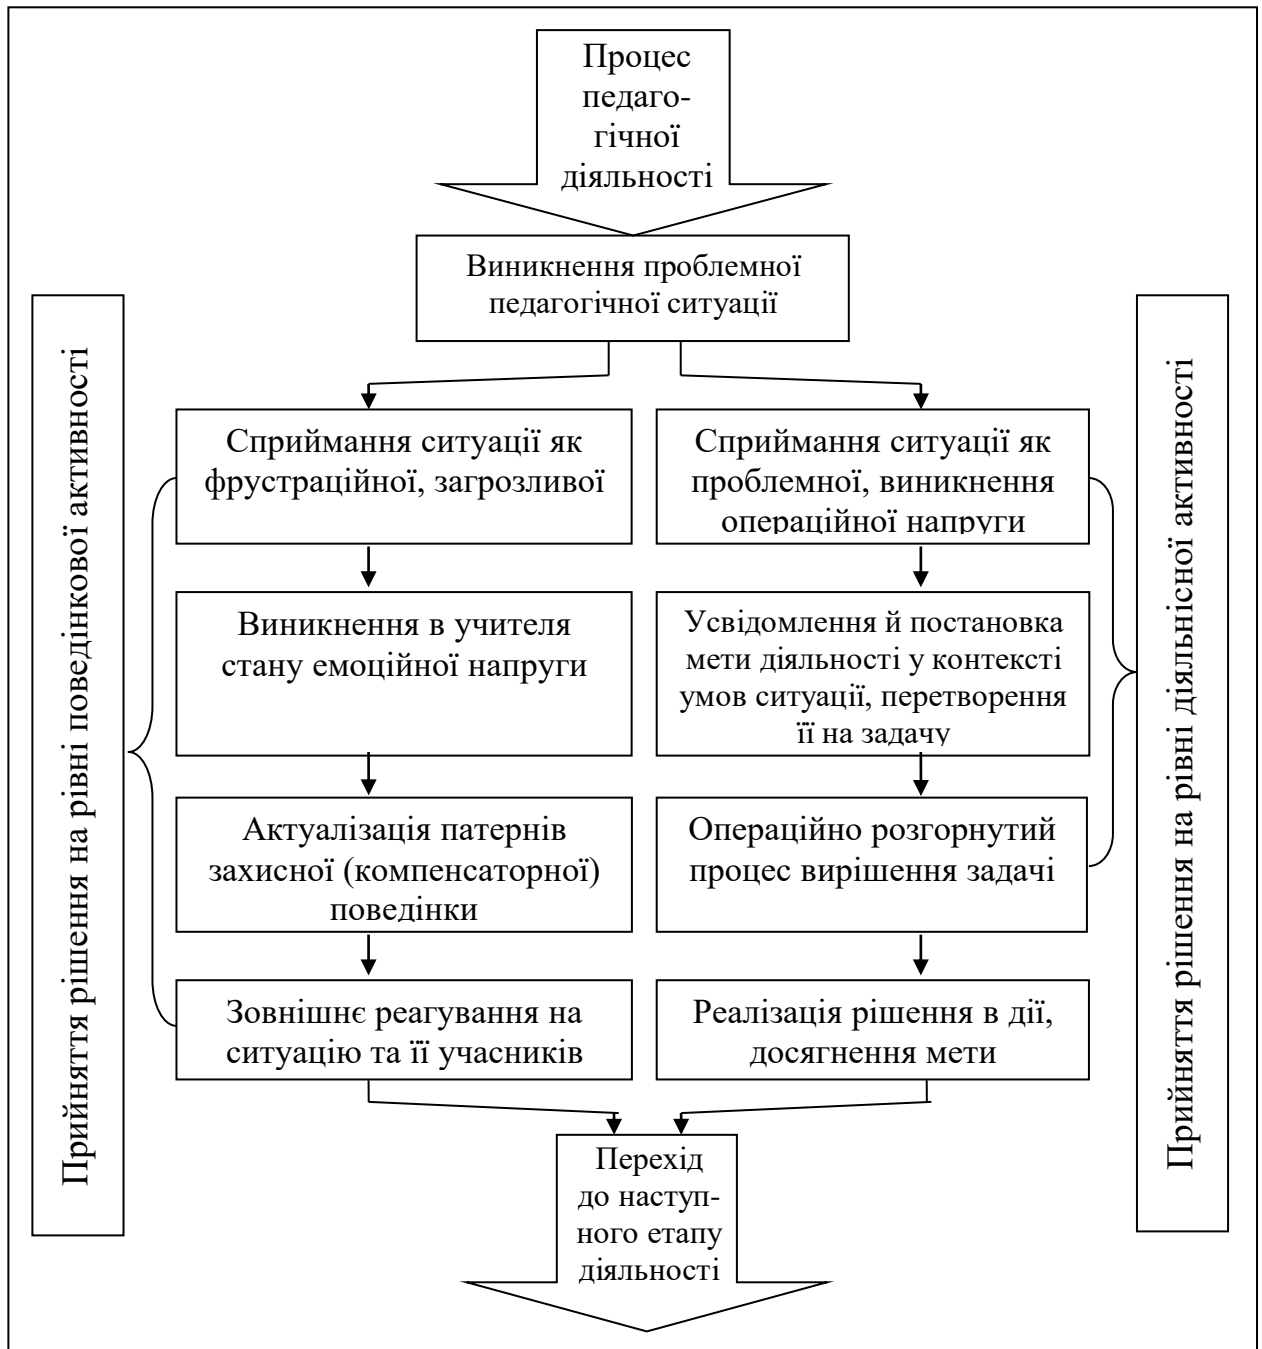 Процес
педаго-
гічної
діяльності
Виникнення проблемної
педагогічної ситуації
Прийняття рішення на рівні поведінкової активності
Сприймання ситуації як
фрустраційної, загрозливої
Виникнення в учителя
стану емоційної напруги
Актуалізація патернів
захисної (компенсаторної)
поведінки
Зовнішнє реагування на
ситуацію та її учасників
Сприймання ситуації як
проблемної, виникнення
операційної напруги
Усвідомлення й постановка
мети діяльності у контексті
умов ситуації, перетворення
її на задачу
Операційно розгорнутий
процес вирішення задачі
Реалізація рішення в дії,
досягнення мети
Прийняття рішення на рівні діяльнісної активності
Перехід
до наступ-
ного етапу
діяльності